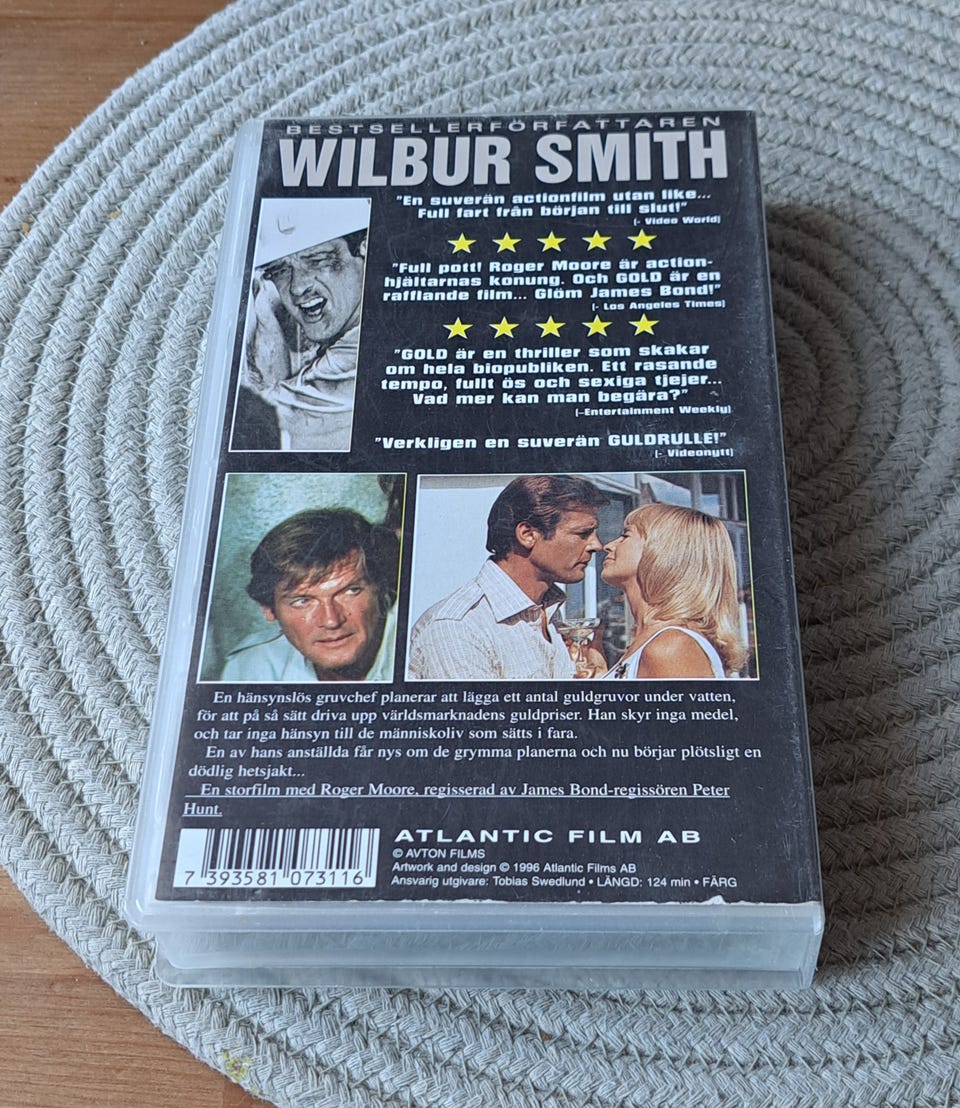 BESTSELLERFÖRFATTAREN
WILBUR SMITH
"En suverän actionfilm utan like...
Full fart från början till slut!"
(- Video World)
"Full pott! Roger Moore är action-
hjältarnas konung. Och GOLD är en
rafflande film... Glöm James Bond!"
(- Los Angeles Times)
"GOLD är en thriller som skakar
om hela biopubliken. Ett rasande
tempo, fullt ös och sexiga tjejer...
Vad mer kan man begära?"
(–Entertainment Weekly)
"Verkligen en suverän GULDRULLE!"
(- Videonytt)
En hänsynslös gruvchef planerar att lägga ett antal guldgruvor under vatten,
för att på så sätt driva upp världsmarknadens guldpriser. Han skyr inga medel,
och tar inga hänsyn till de människoliv som sätts i fara.
En av hans anställda får nys om de grymma planerna och nu börjar plötsligt en
dödlig hetsjakt...
En storfilm med Roger Moore, regisserad av James Bond-regissören Peter
Hunt.
7 393581 073116
ATLANTIC FILM AB
© AVTON FILMS
Artwork and design © 1996 Atlantic Films AB
Ansvarig utgivare: Tobias Swedlund • LÄNGD: 124 min • FÄRG